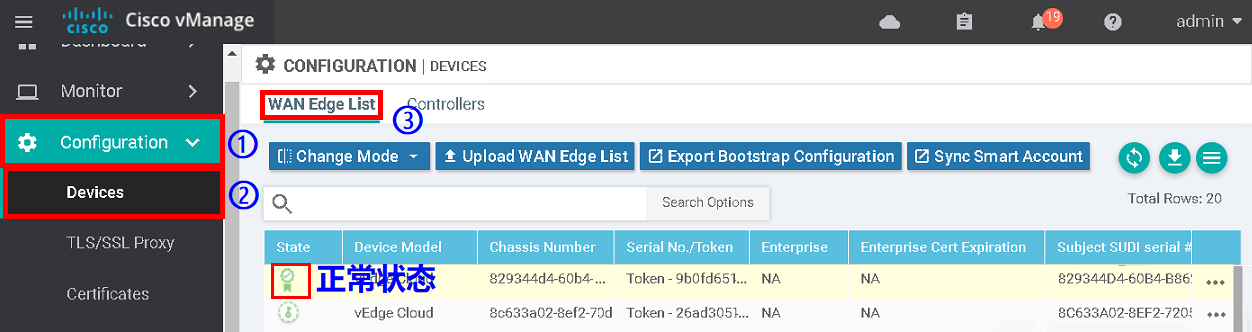 CISCO
Cisco vManage
19
admin
Dashboard
Monitor
Configuration
①
Devices
②
TLS/SSL Proxy
Certificates
CONFIGURATION | DEVICES
WAN Edge List
Controllers
③
Change Mode
Upload WAN Edge List
Export Bootstrap Configuration
Sync Smart Account
Search Options
Total Rows: 20
State Device Model Chassis Number Serial No./Token Enterprise Enterprise Cert Expiration Subject SUDI serial #
正常状态 Cloud 829344d4-60b4-... Token - 9b0fd651... NA NA 829344D4-60B4-B862
vEdge Cloud 8c633a02-8ef2-70d Token - 26ad3051... NA NA 8C633A02-8EF2-7205